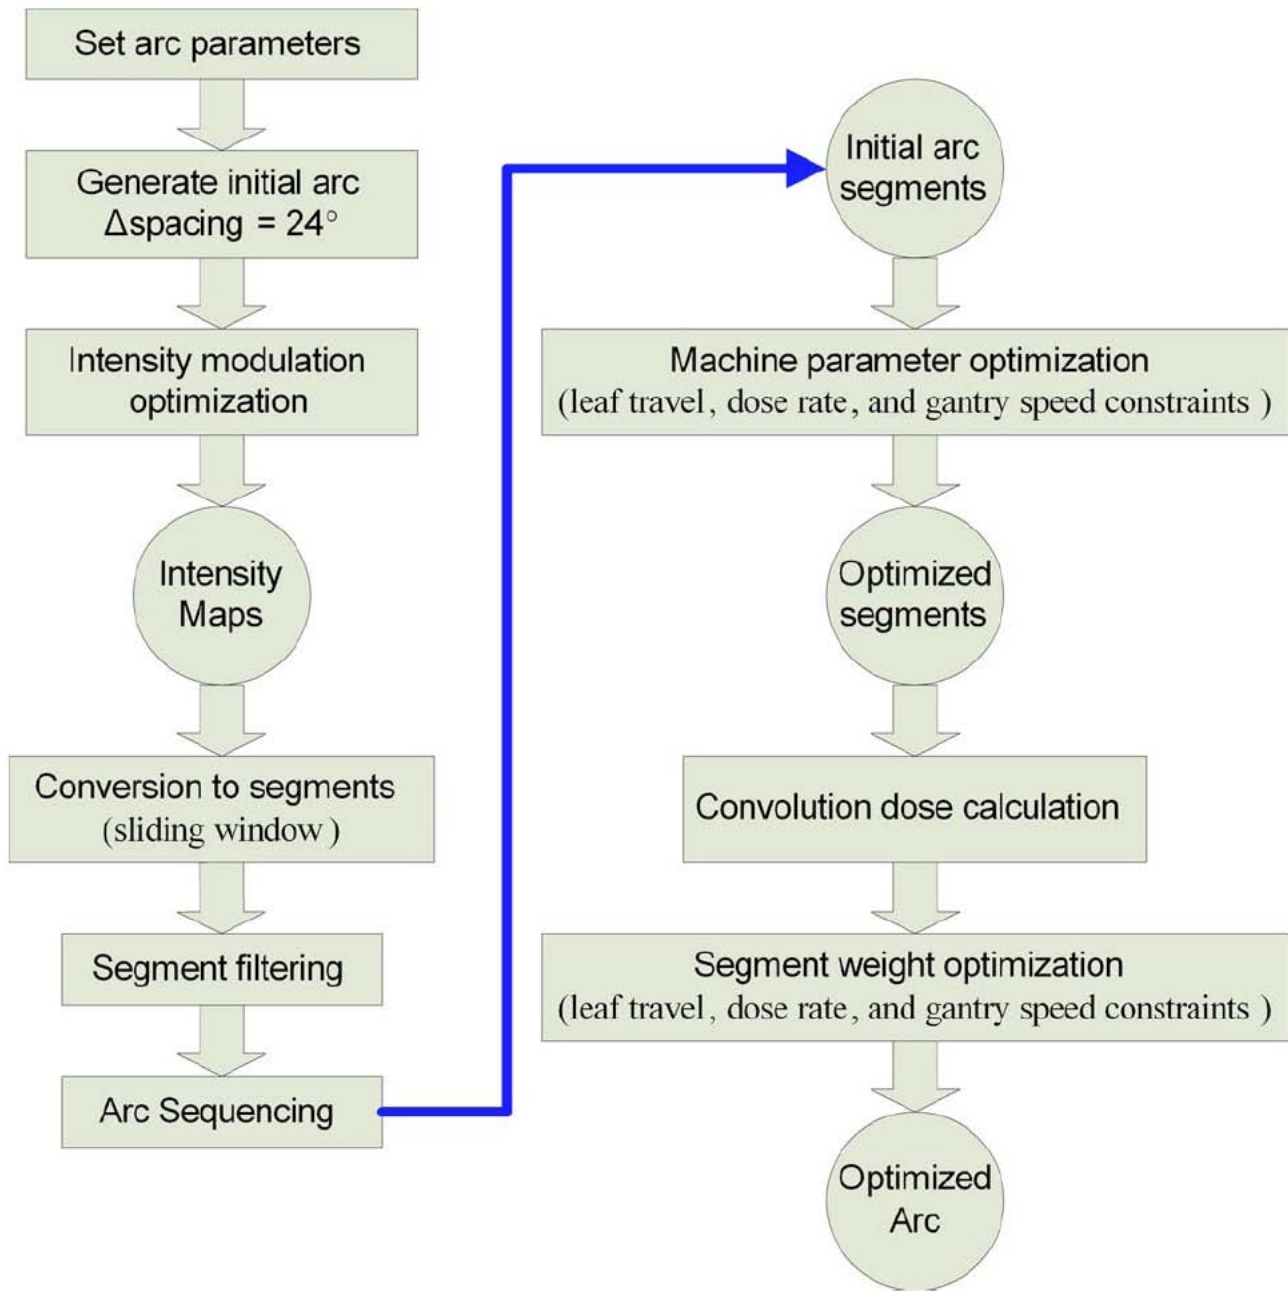 Set arc parameters
Generate initial arc
Δspacing = 24°
Intensity modulation
optimization
Intensity
Maps
Conversion to segments
(sliding window)
Segment filtering
Arc Sequencing
Initial arc
segments
Machine parameter optimization
(leaf travel, dose rate, and gantry speed constraints )
Optimized
segments
Convolution dose calculation
Segment weight optimization
(leaf travel, dose rate, and gantry speed constraints )
Optimized
Arc